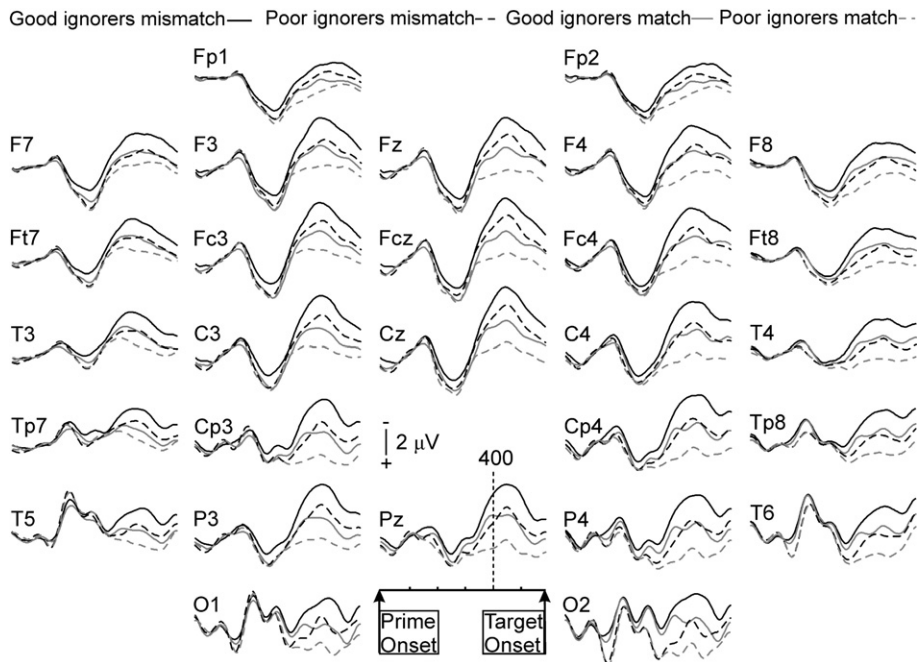 Good ignorers mismatch Poor ignorers mismatch Good ignorers match Poor ignorers match
Fp1 Fp2
F7 F3 Fz F4 F8
Ft7 Fc3 Fcz Fc4 Ft8
T3 C3 Cz C4 T4
Tp7 Cp3 - 2 μV + Cp4 Tp8
400
T5 P3 Pz P4 T6
O1 O2
Prime Onset
Target Onset